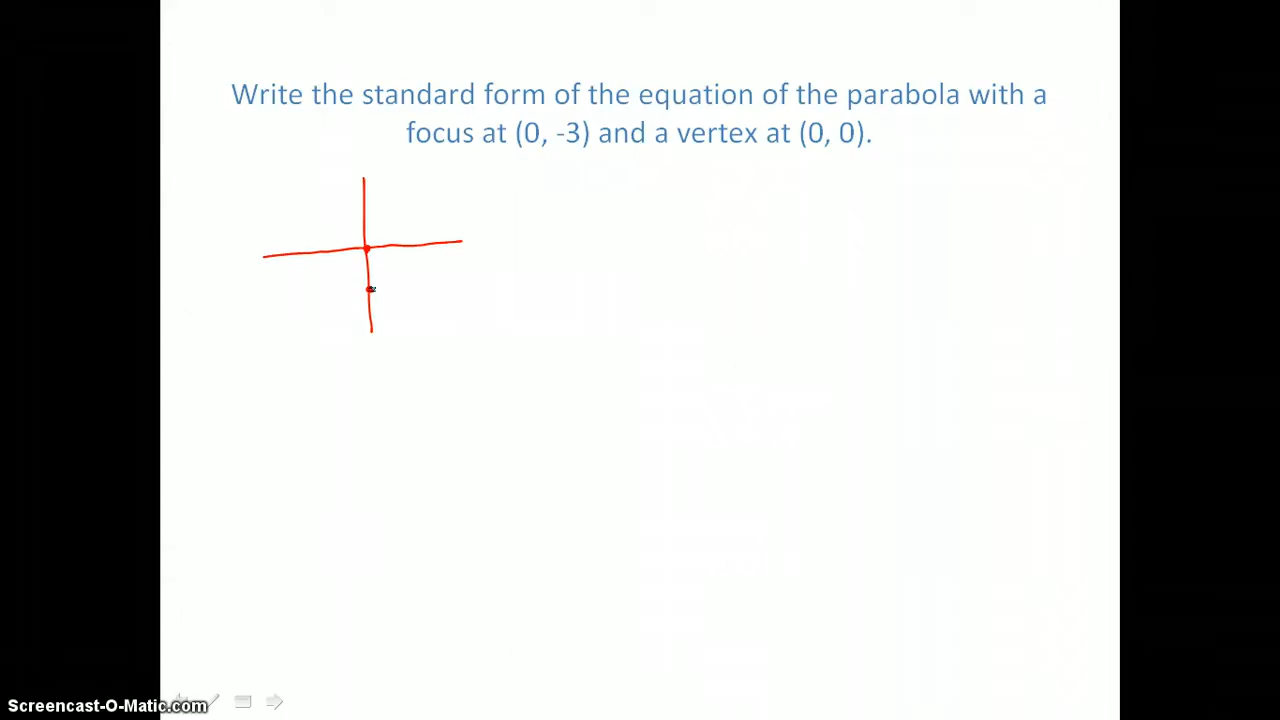 Write the standard form of the equation of the parabola with a
focus at (0, -3) and a vertex at (0, 0).
Screencast-O-Matic.com